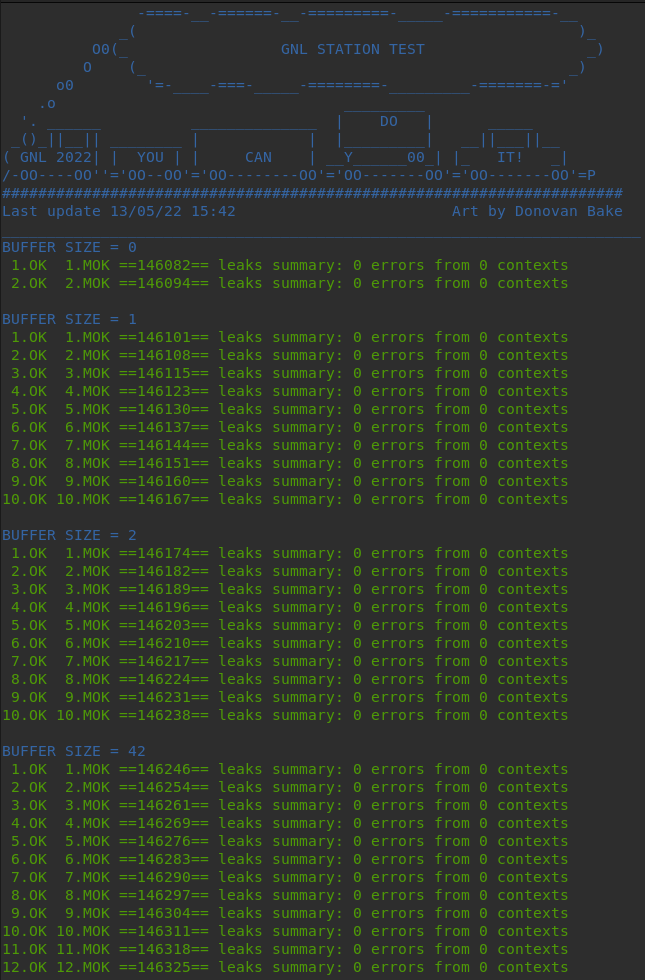 -====-__-======-__-=========-_____-===========-__
_(                                                 )_
O0(_                 GNL STATION TEST                  _)
O    (_                                               _)
o0        '=-____-===-_____-========-_________-=======-='
.o                                _________
'. ______          ______________  |    DO   |      _____
_()_||__|| ________ |            |  |_________|   __||___||__
( GNL 2022| |  YOU | |     CAN    | __Y______00_| |_   IT!   _|
/-OO----OO''='OO--OO'='OO--------OO'='OO-------OO'='OO-------OO'=P
#####################################################################
Last update 13/05/22 15:42                        Art by Donovan Bake
BUFFER SIZE = 0
1.OK  1.MOK ==146082== leaks summary: 0 errors from 0 contexts
2.OK  2.MOK ==146094== leaks summary: 0 errors from 0 contexts
BUFFER SIZE = 1
1.OK  1.MOK ==146101== leaks summary: 0 errors from 0 contexts
2.OK  2.MOK ==146108== leaks summary: 0 errors from 0 contexts
3.OK  3.MOK ==146115== leaks summary: 0 errors from 0 contexts
4.OK  4.MOK ==146123== leaks summary: 0 errors from 0 contexts
5.OK  5.MOK ==146130== leaks summary: 0 errors from 0 contexts
6.OK  6.MOK ==146137== leaks summary: 0 errors from 0 contexts
7.OK  7.MOK ==146144== leaks summary: 0 errors from 0 contexts
8.OK  8.MOK ==146151== leaks summary: 0 errors from 0 contexts
9.OK  9.MOK ==146160== leaks summary: 0 errors from 0 contexts
10.OK 10.MOK ==146167== leaks summary: 0 errors from 0 contexts
BUFFER SIZE = 2
1.OK  1.MOK ==146174== leaks summary: 0 errors from 0 contexts
2.OK  2.MOK ==146182== leaks summary: 0 errors from 0 contexts
3.OK  3.MOK ==146189== leaks summary: 0 errors from 0 contexts
4.OK  4.MOK ==146196== leaks summary: 0 errors from 0 contexts
5.OK  5.MOK ==146203== leaks summary: 0 errors from 0 contexts
6.OK  6.MOK ==146210== leaks summary: 0 errors from 0 contexts
7.OK  7.MOK ==146217== leaks summary: 0 errors from 0 contexts
8.OK  8.MOK ==146224== leaks summary: 0 errors from 0 contexts
9.OK  9.MOK ==146231== leaks summary: 0 errors from 0 contexts
10.OK 10.MOK ==146238== leaks summary: 0 errors from 0 contexts
BUFFER SIZE = 42
1.OK  1.MOK ==146246== leaks summary: 0 errors from 0 contexts
2.OK  2.MOK ==146254== leaks summary: 0 errors from 0 contexts
3.OK  3.MOK ==146261== leaks summary: 0 errors from 0 contexts
4.OK  4.MOK ==146269== leaks summary: 0 errors from 0 contexts
5.OK  5.MOK ==146276== leaks summary: 0 errors from 0 contexts
6.OK  6.MOK ==146283== leaks summary: 0 errors from 0 contexts
7.OK  7.MOK ==146290== leaks summary: 0 errors from 0 contexts
8.OK  8.MOK ==146297== leaks summary: 0 errors from 0 contexts
9.OK  9.MOK ==146304== leaks summary: 0 errors from 0 contexts
10.OK 10.MOK ==146311== leaks summary: 0 errors from 0 contexts
11.OK 11.MOK ==146318== leaks summary: 0 errors from 0 contexts
12.OK 12.MOK ==146325== leaks summary: 0 errors from 0 contexts